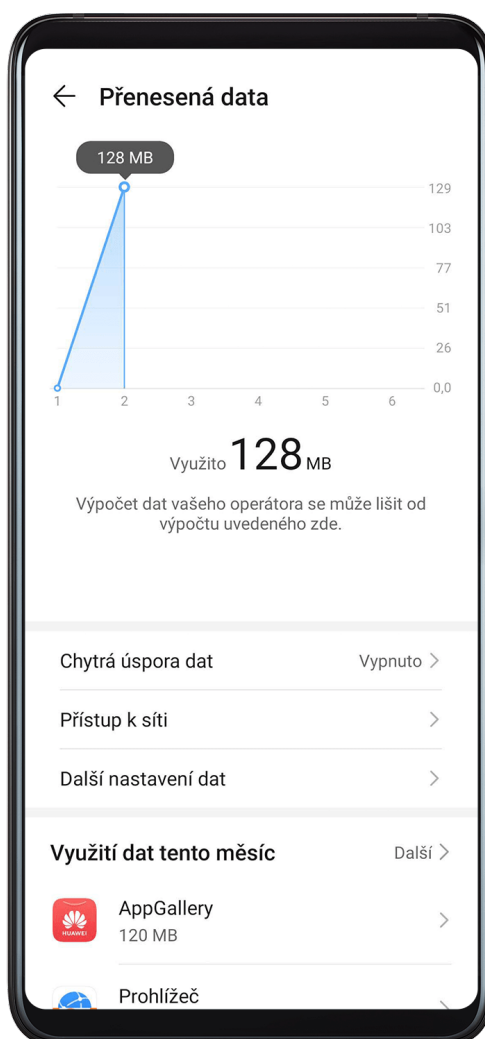 Přenesená data
128 MB
129
103
77
51
26
0,0
1 2 3 4 5 6
Využito 128 MB
Výpočet dat vašeho operátora se může lišit od
výpočtu uvedeného zde.
Chytrá úspora dat Vypnuto
Přístup k síti
Další nastavení dat
Využití dat tento měsíc Další
AppGallery
HUAWEI
120 MB
Prohlížeč